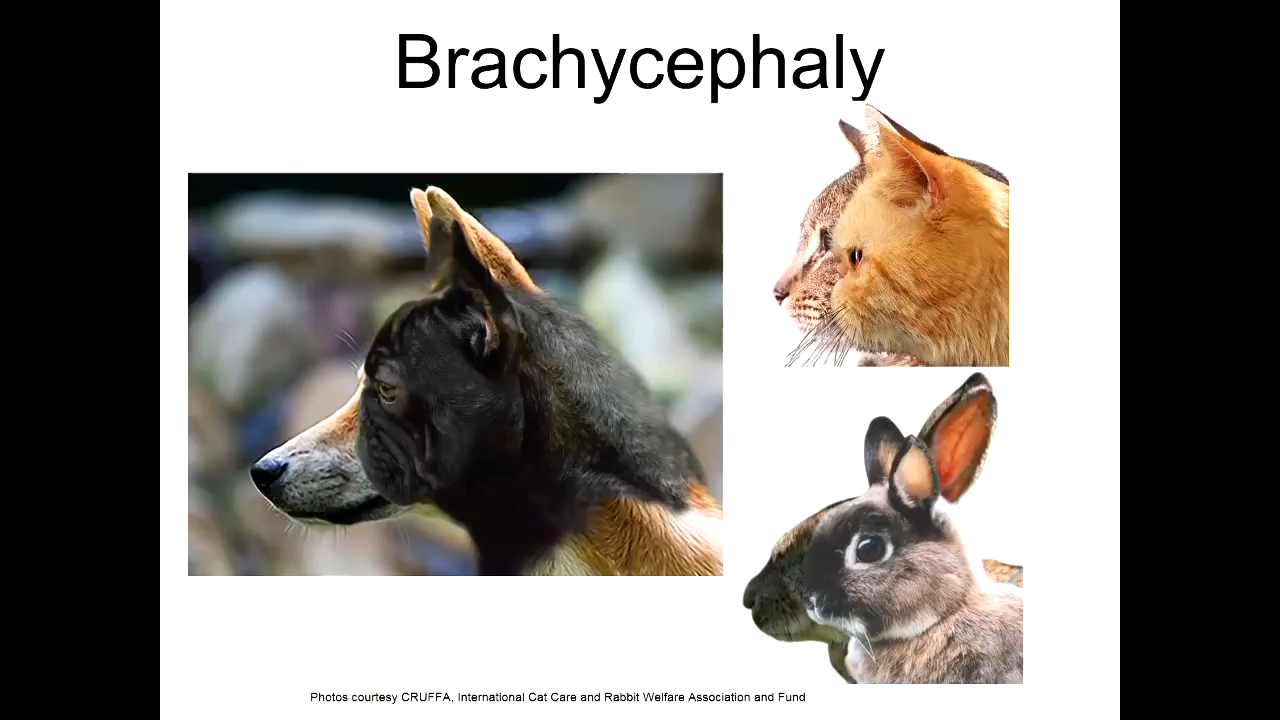 Brachycephaly
Photos courtesy CRUFFA, International Cat Care and Rabbit Welfare Association and Fund